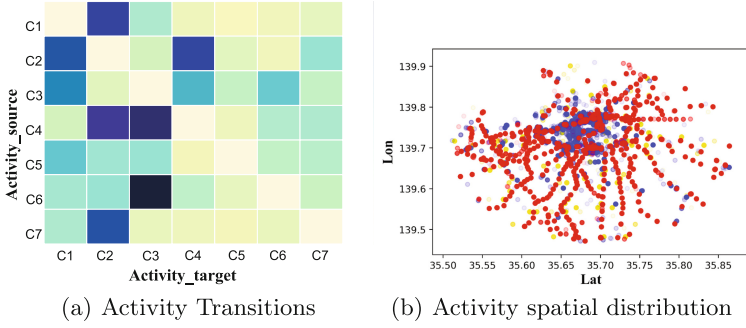 C1
C2
C3
C4
C5
C6
C7
Activity_source
C1 C2 C3 C4 C5 C6 C7
Activity_target
(a) Activity Transitions
139.9
139.8
139.7
139.6
139.5
Lon
35.50 35.55 35.60 35.65 35.70 35.75 35.80 35.85
Lat
(b) Activity spatial distribution